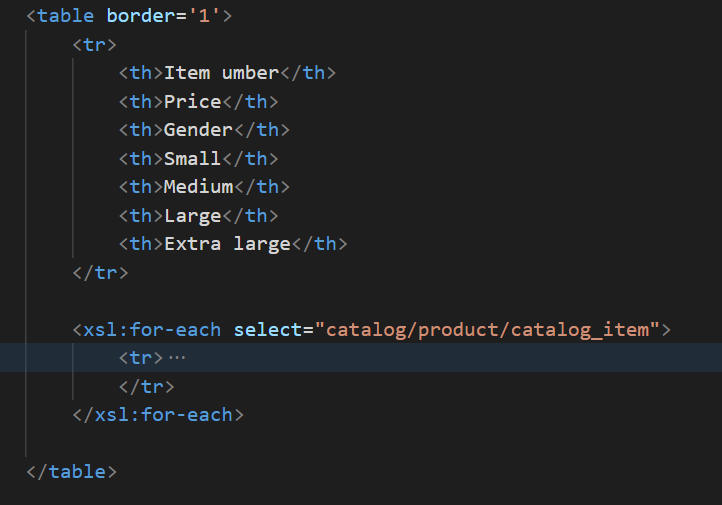 <table border='1'>
<tr>
<th>Item umber</th>
<th>Price</th>
<th>Gender</th>
<th>Small</th>
<th>Medium</th>
<th>Large</th>
<th>Extra large</th>
</tr>
<xsl:for-each select="catalog/product/catalog_item">
<tr>···
</tr>
</xsl:for-each>
</table>